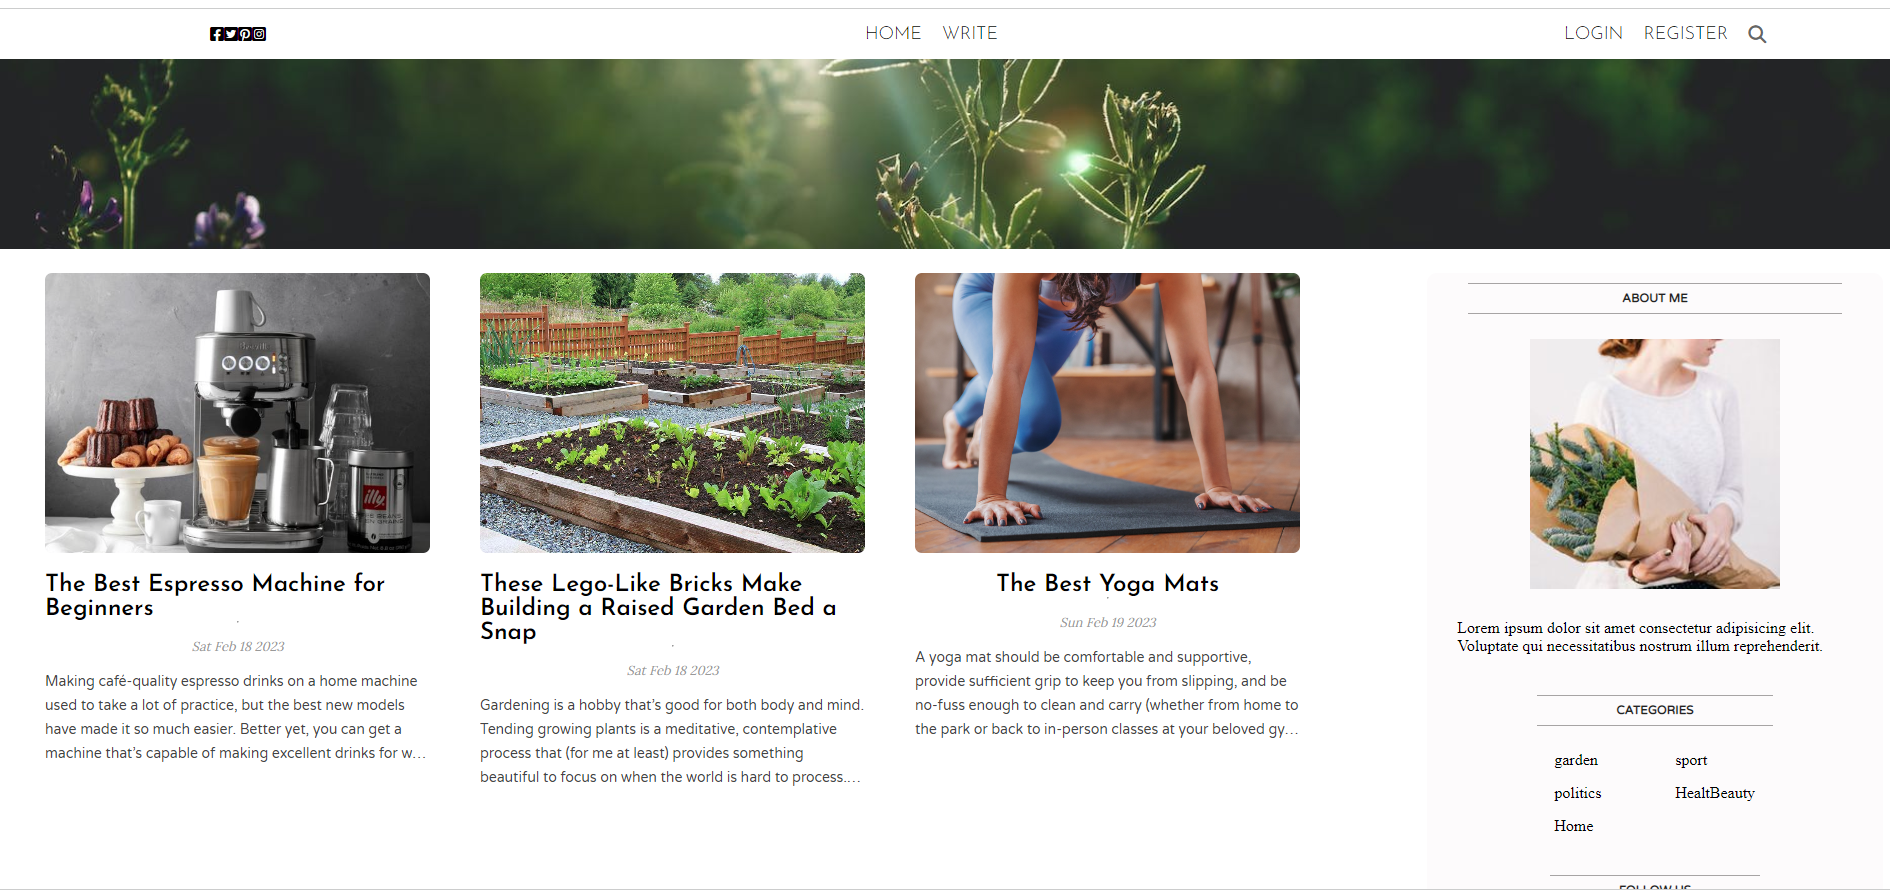 HOME WRITE
LOGIN REGISTER
illy
The Best Espresso Machine for
Beginners
Sat Feb 18 2023
Making café-quality espresso drinks on a home machine
used to take a lot of practice, but the best new models
have made it so much easier. Better yet, you can get a
machine that's capable of making excellent drinks for w…
These Lego-Like Bricks Make
Building a Raised Garden Bed a
Snap
Sat Feb 18 2023
Gardening is a hobby that's good for both body and mind.
Tending growing plants is a meditative, contemplative
process that (for me at least) provides something
beautiful to focus on when the world is hard to process.…
The Best Yoga Mats
Sun Feb 19 2023
A yoga mat should be comfortable and supportive,
provide sufficient grip to keep you from slipping, and be
no-fuss enough to clean and carry (whether from home to
the park or back to in-person classes at your beloved gy…
ABOUT ME
Lorem ipsum dolor sit amet consectetur adipisicing elit.
Voluptate qui necessitatibus nostrum illum reprehenderit.
CATEGORIES
garden sport
politics HealtBeauty
Home
FOLLOW US